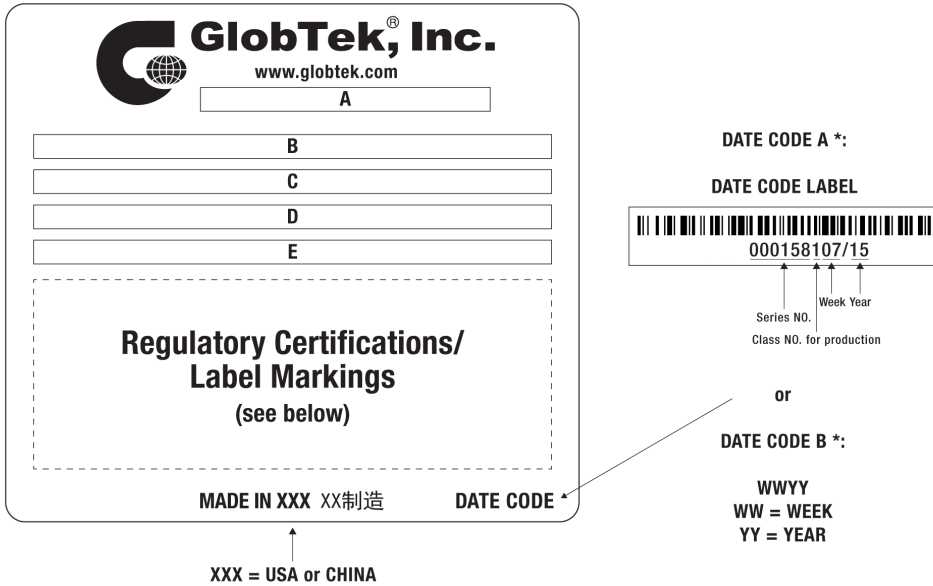 GlobTek,® Inc.
www.globtek.com
A
B
C
D
E
Regulatory Certifications/
Label Markings
(see below)
MADE IN XXX XX制造 DATE CODE
XXX = USA or CHINA
DATE CODE A *:
DATE CODE LABEL
000158107/15
Week Year
Series NO.
Class NO. for production
or
DATE CODE B *:
WWYY
WW = WEEK
YY = YEAR